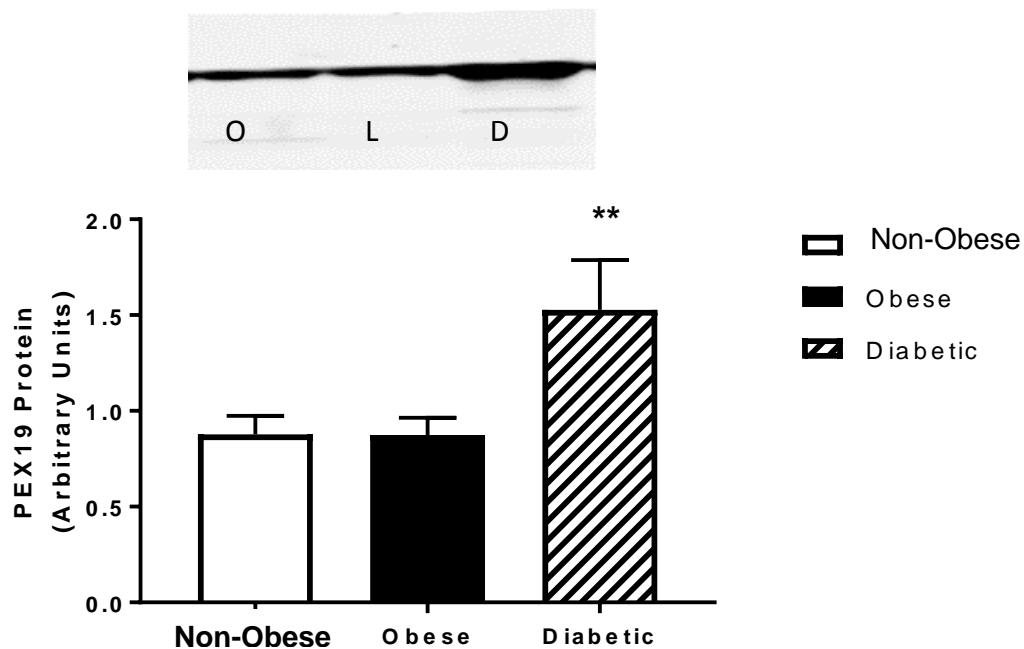 O L D
**
2.0
1.5
1.0
0.5
0.0
PEX19 Protein
(Arbitrary Units)
Non-Obese Obese Diabetic
Non-Obese
Obese
Diabetic